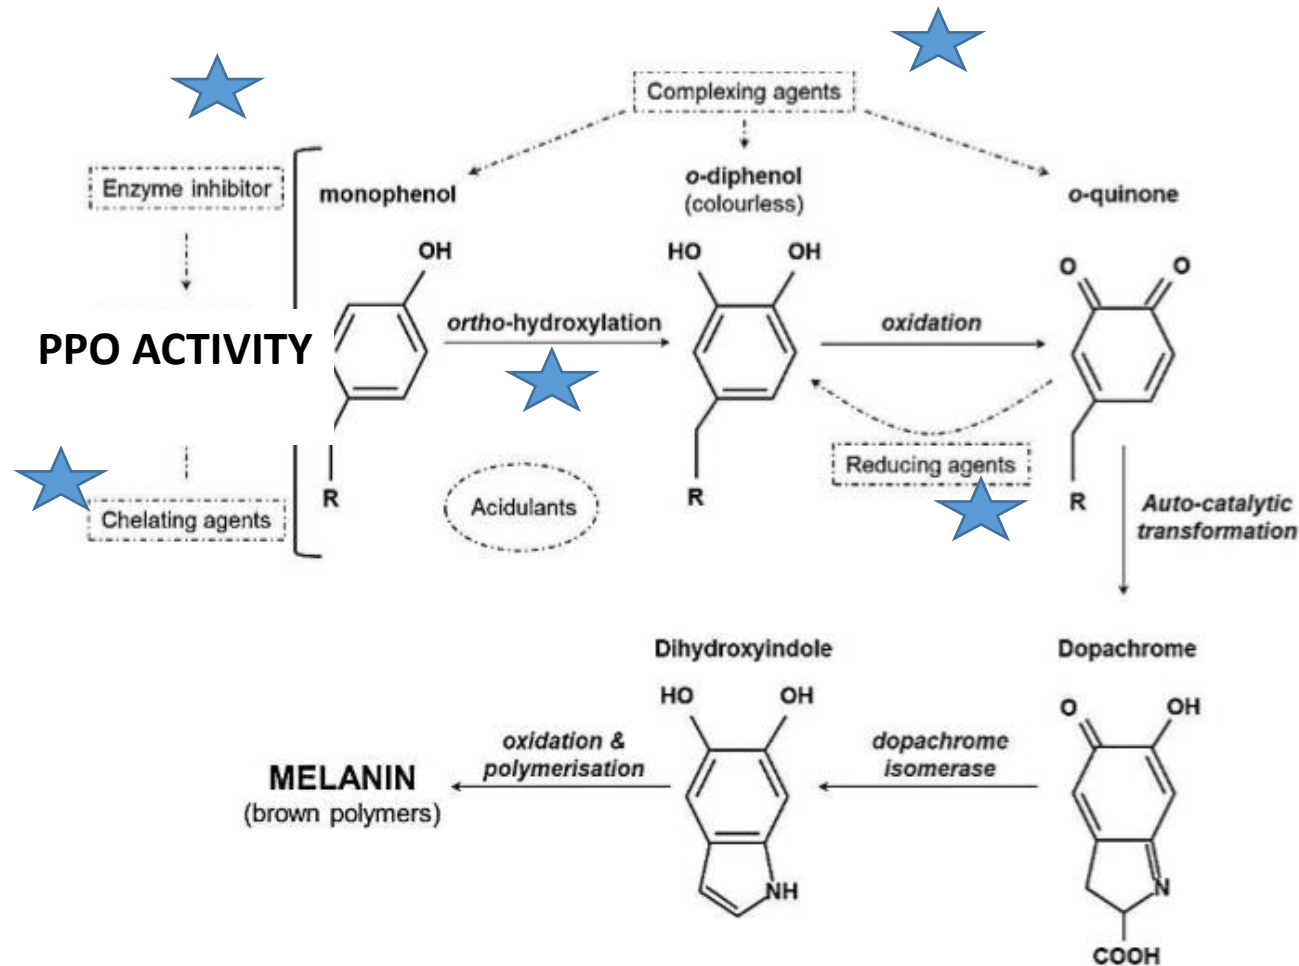 Complexing agents
Enzyme inhibitor
monophenol
o-diphenol
(colourless)
o-quinone
OH
HO
OH
O
O
PPO ACTIVITY
ortho-hydroxylation
oxidation
Reducing agents
R
R
R
Chelating agents
Acidulants
Auto-catalytic
transformation
Dihydroxyindole
Dopachrome
HO
OH
O
OH
MELANIN
(brown polymers)
oxidation &
polymerisation
dopachrome
isomerase
NH
N
COOH